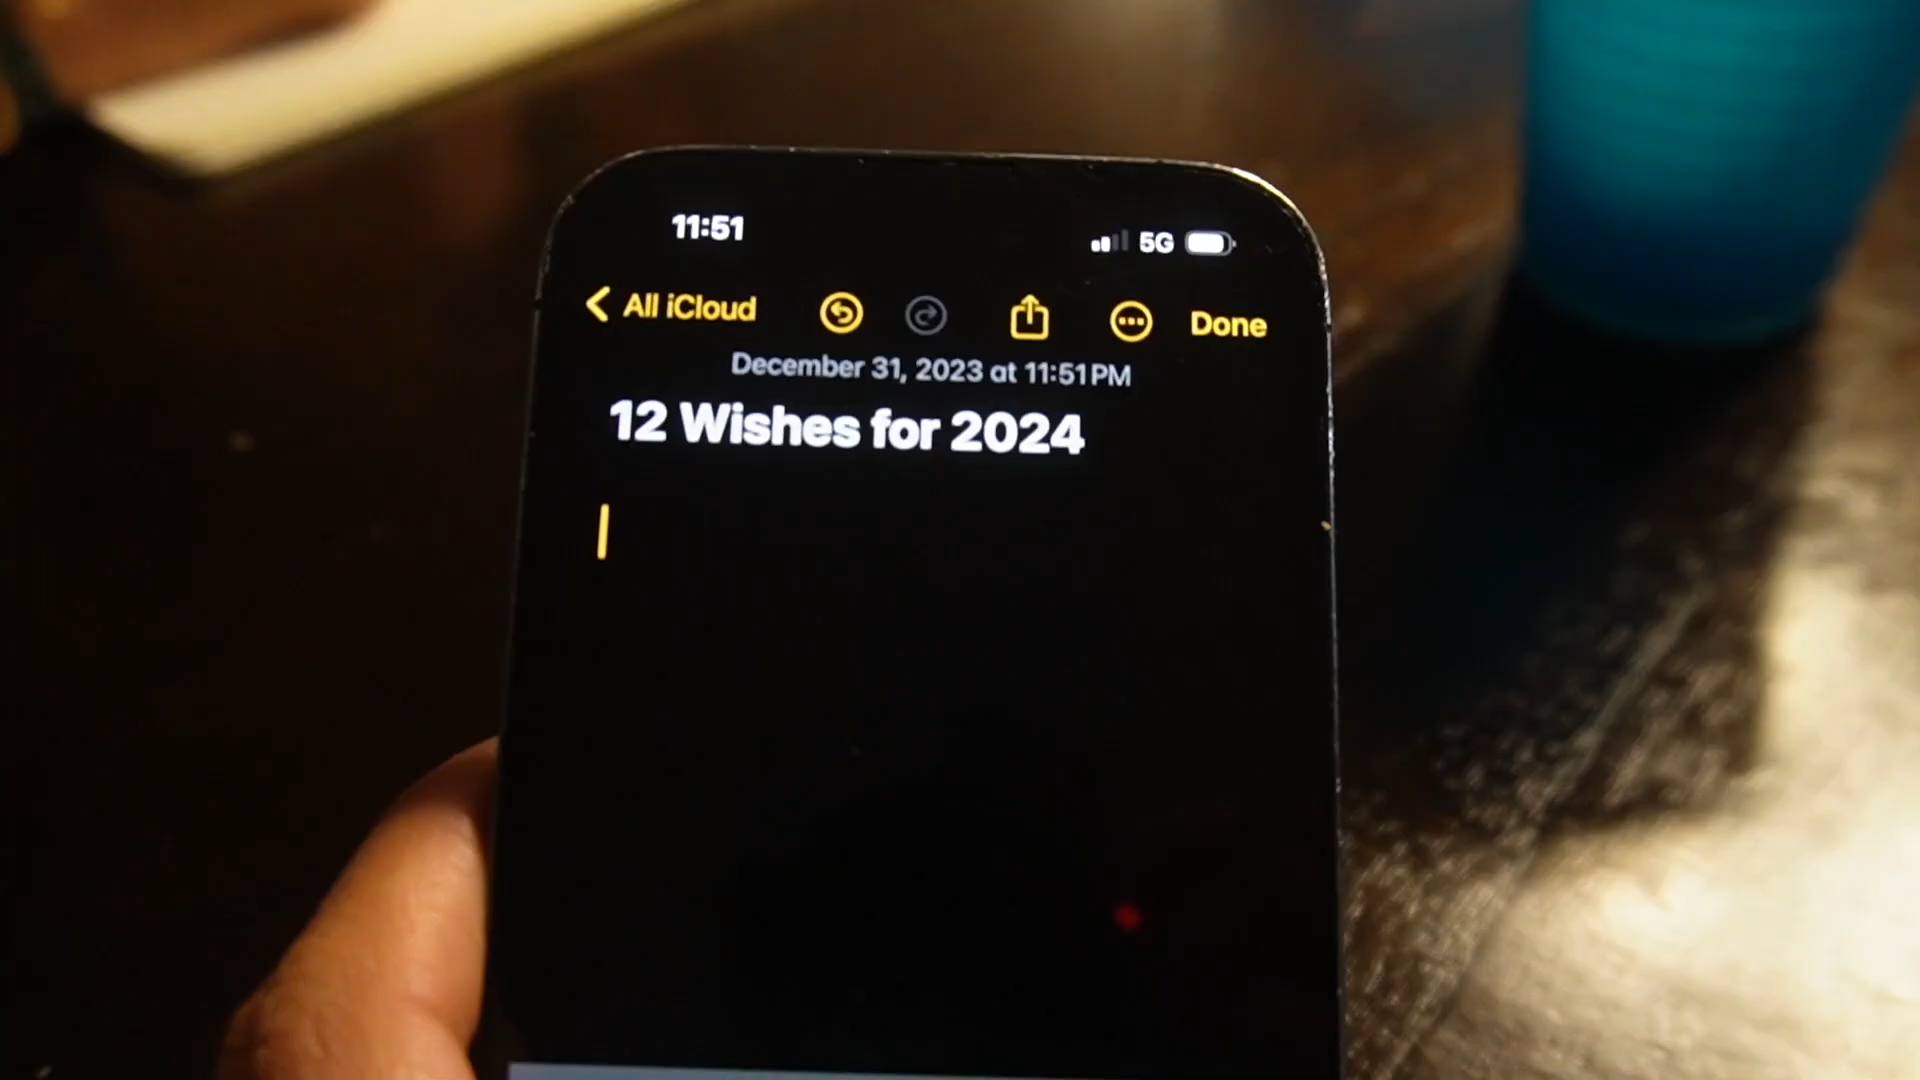 11:51 5G
All iCloud Done
December 31, 2023 at 11:51 PM
12 Wishes for 2024